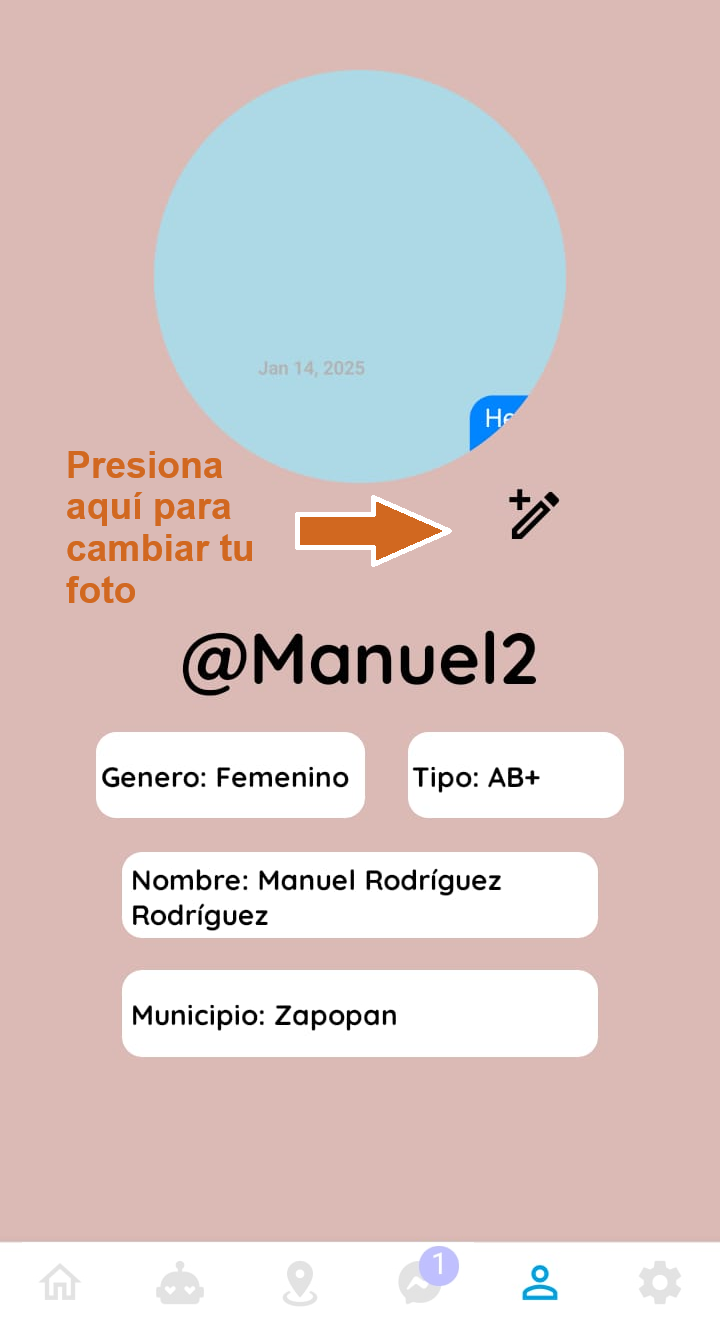 Jan 14, 2025
He
Presiona
aquí para
cambiar tu
foto
@Manuel2
Genero: Femenino
Tipo: AB+
Nombre: Manuel Rodríguez
Rodríguez
Municipio: Zapopan
1